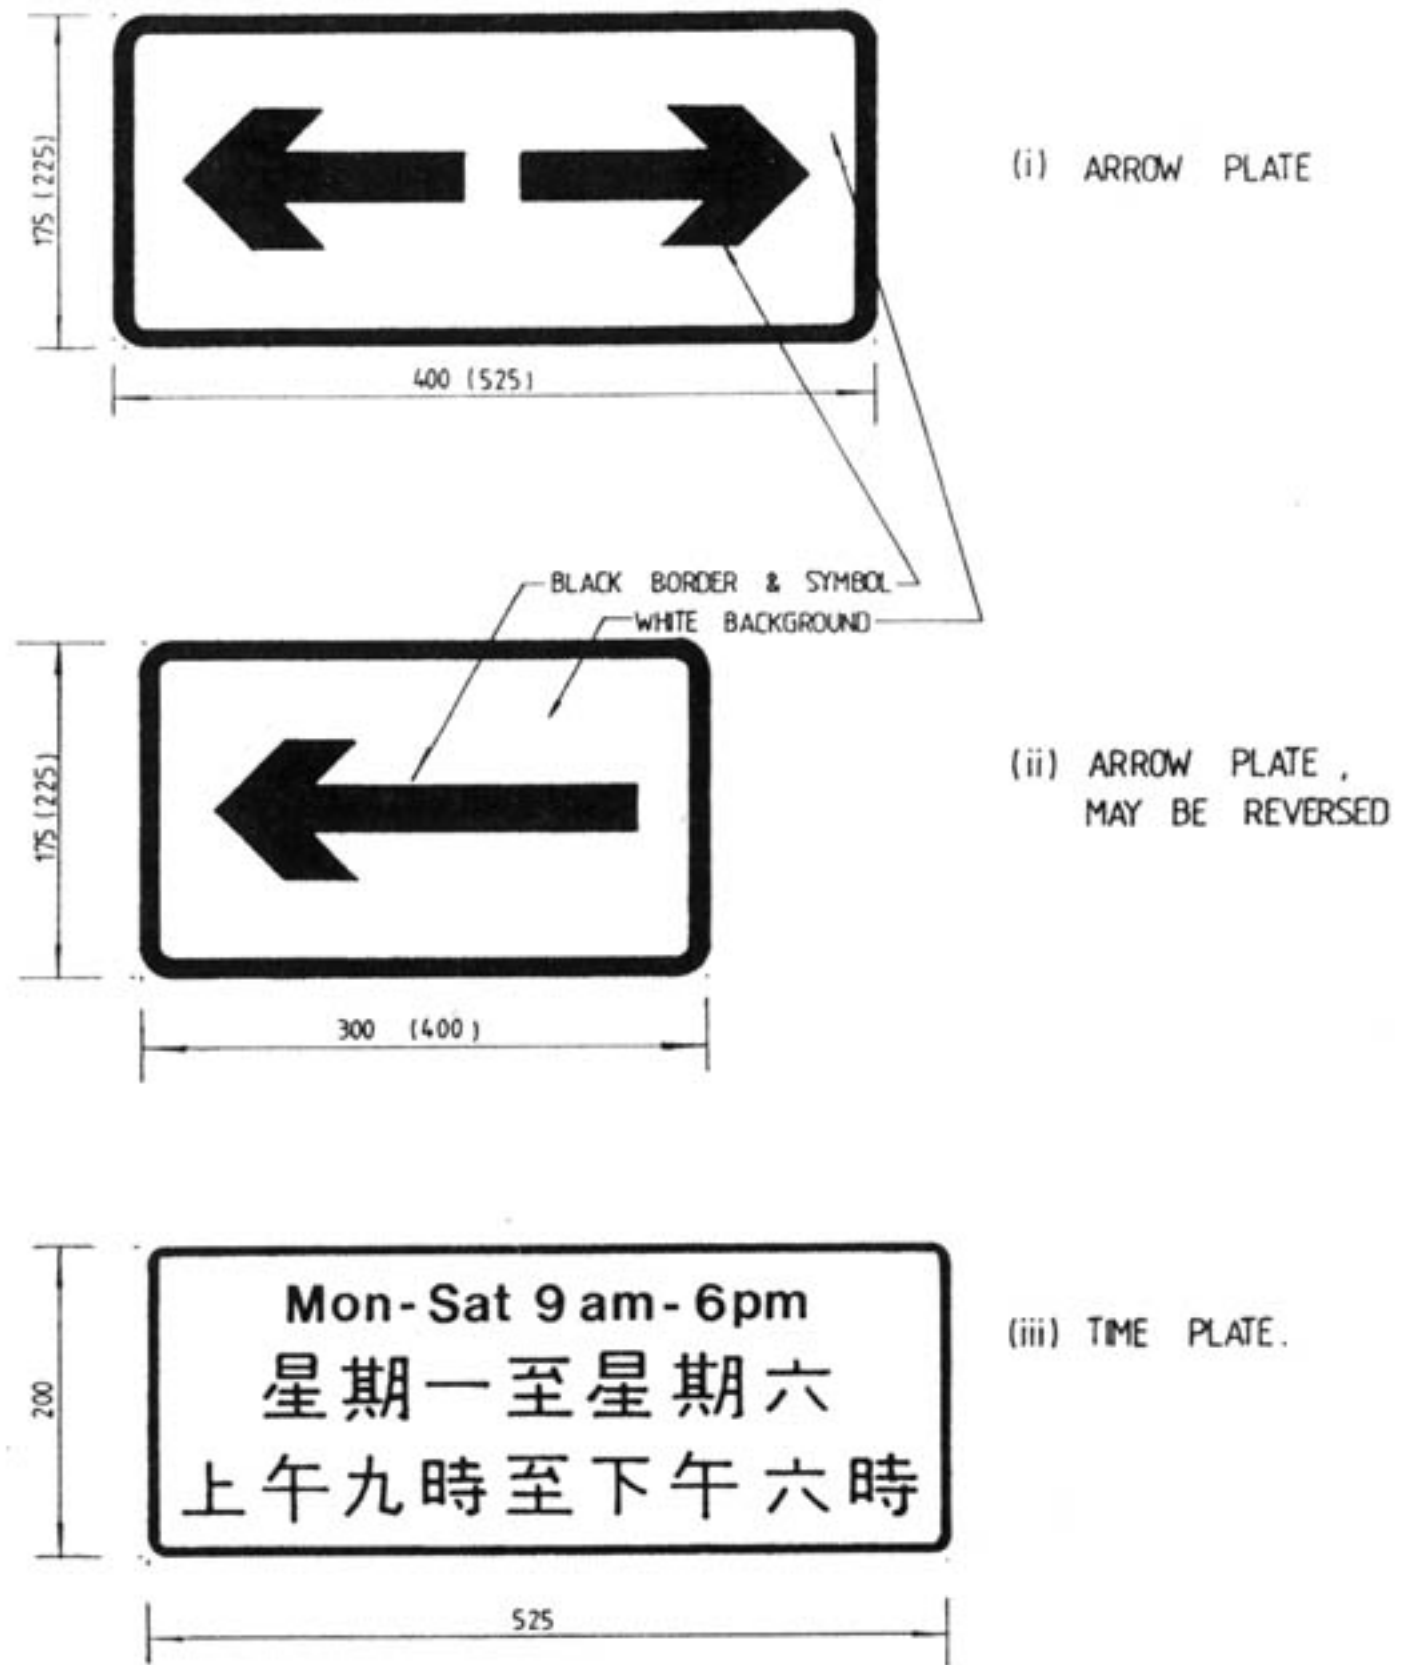 175 (225)
(i) ARROW PLATE
400 (525)
BLACK BORDER & SYMBOL
WHITE BACKGROUND
175 (225)
(ii) ARROW PLATE,
MAY BE REVERSED
300 (400)
Mon-Sat 9am-6pm
星期一至星期六
上午九時至下午六時
200
(iii) TIME PLATE.
525